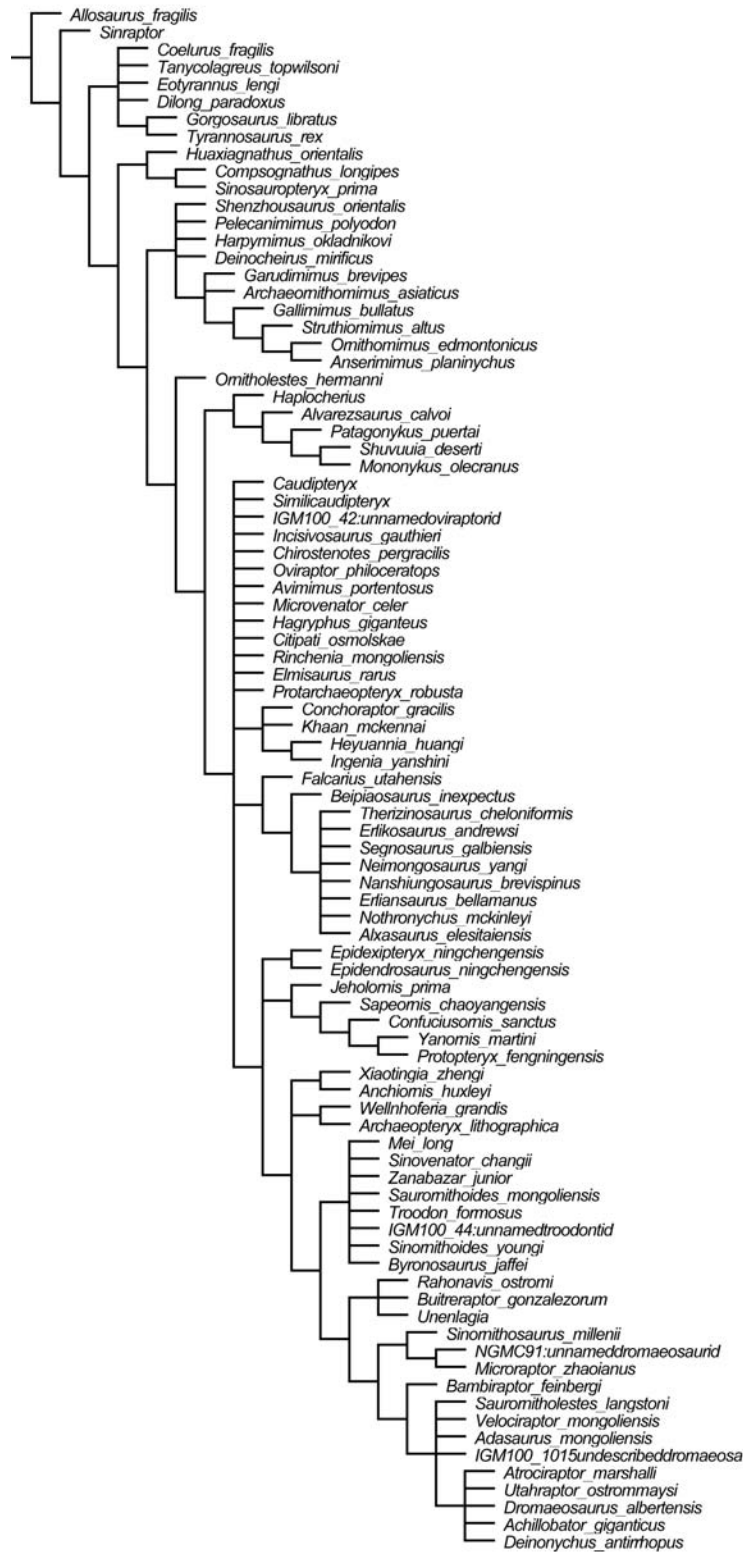 Allosaurus_fragilis
Sinraptor
Coelurus_fragilis
Tanycolagreus_topwilsoni
Eotyrannus_lengi
Dilong_paradoxus
Gorgosaurus_libratus
Tyrannosaurus_rex
Huaxiagnathus_orientalis
Compsognathus_longipes
Sinosauropteryx_prima
Shenzhousaurus_orientalis
Pelecanimimus_polyodon
Harpymimus_okladnikovi
Deinocheirus_mirificus
Garudimimus_brevipes
Archaeornithomimus_asiaticus
Gallimimus_bullatus
Struthiomimus_altus
Ornithomimus_edmontonicus
Anserimimus_planinychus
Ornitholestes_hermanni
Haplocherius
Alvarezsaurus_calvoi
Patagonykus_puertai
Shuvuuia_deserti
Mononykus_olecranus
Caudipteryx
Similicaudipteryx
IGM100_42:unnamedoviraptorid
Incisivosaurus_gauthieri
Chirostenotes_pergracilis
Oviraptor_philoceratops
Avimimus_portentosus
Microvenator_celer
Hagryphus_giganteus
Citipati_osmolskae
Rinchenia_mongoliensis
Elmisaurus_rarus
Protarchaeopteryx_robusta
Conchoraptor_gracilis
Khaan_mckennai
Heyuannia_huangi
Ingenia_yanshini
Falcarius_utahensis
Beipiaosaurus_inexpectus
Therizinosaurus_cheloniformis
Erlikosaurus_andrewsi
Segnosaurus_galbiensis
Neimongosaurus_yangi
Nanshiungosaurus_brevispinus
Erliansaurus_bellamanus
Nothronychus_mckinleyi
Alxasaurus_elesitaiensis
Epidexipteryx_ningchengensis
Epidendrosaurus_ningchengensis
Jeholornis_prima
Sapeornis_chaoyangensis
Confuciusornis_sanctus
Yanornis_martini
Protopteryx_fengningensis
Xiaotingia_zhengi
Anchiornis_huxleyi
Wellnhoferia_grandis
Archaeopteryx_lithographica
Mei_long
Sinovenator_changii
Zanabazar_junior
Saurornithoides_mongoliensis
Troodon_formosus
IGM100_44:unnamedtroodontid
Sinornithoides_youngi
Byronosaurus_jaffei
Rahonavis_ostromi
Buitreraptor_gonzalezorum
Unenlagia
Sinornithosaurus_millenii
NGMC91:unnameddromaeosaurid
Microraptor_zhaoianus
Bambiraptor_feinbergi
Saurornitholestes_langstoni
Velociraptor_mongoliensis
Adasaurus_mongoliensis
IGM100_1015undescribeddromaeosa
Atrociraptor_marshalli
Utahraptor_ostrommaysi
Dromaeosaurus_albertensis
Achillobator_giganticus
Deinonychus_antirrhopus